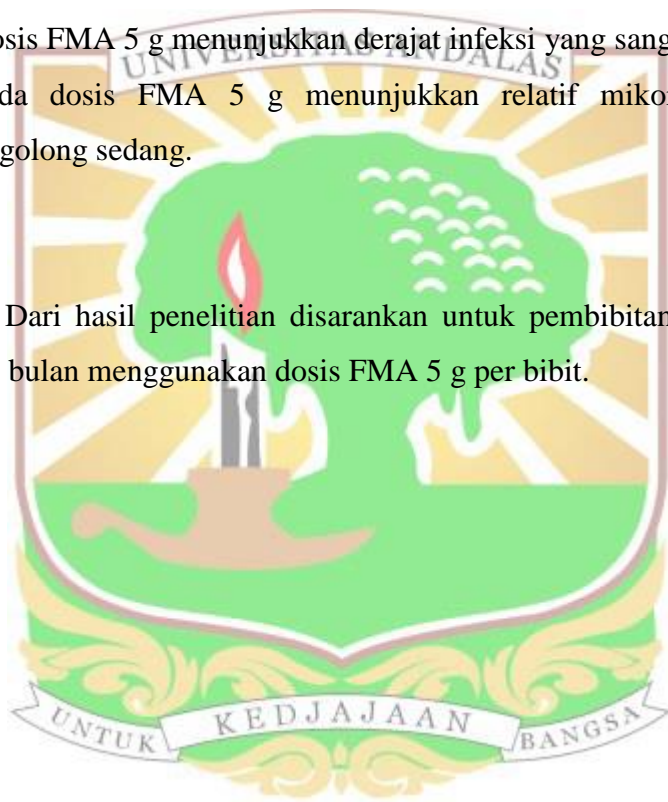 osis FMA 5 g menunjukkan derajat infeksi yang sang
UNIVERSITAS ANDALAS
da dosis FMA 5 g menunjukkan relatif miko
golong sedang.
Dari hasil penelitian disarankan untuk pembibitan
bulan menggunakan dosis FMA 5 g per bibit.
UNTUK KEDJAJAAN BANGSA